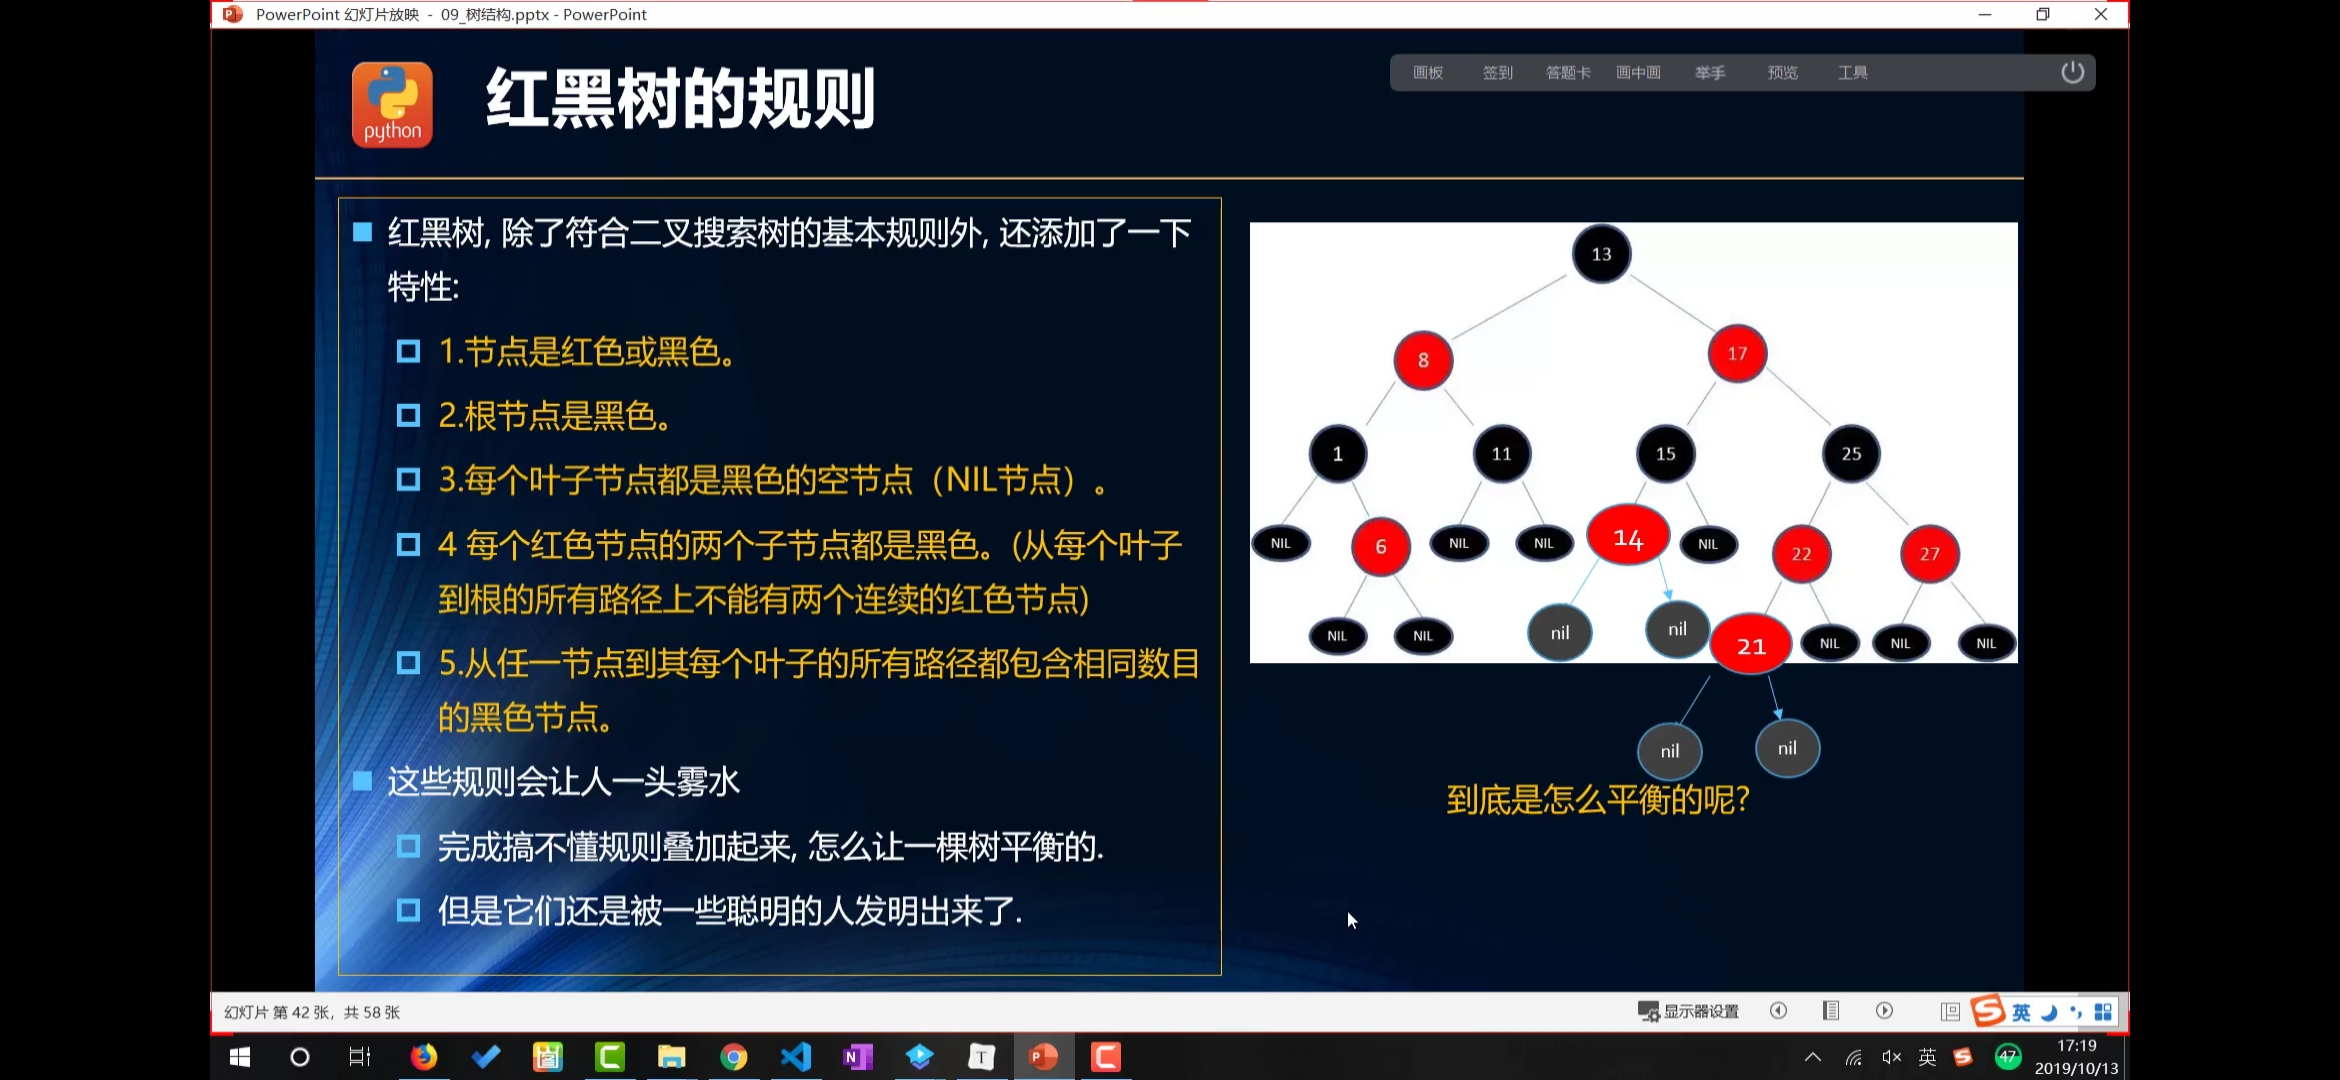 PowerPoint 幻灯片放映 - 09_树结构.pptx - PowerPoint
画板 签到 答题卡 画中画 举手 预览 工具
python
红黑树的规则
红黑树, 除了符合二叉搜索树的基本规则外, 还添加了一下
特性:
1.节点是红色或黑色。
2.根节点是黑色。
3.每个叶子节点都是黑色的空节点（NIL节点）。
4 每个红色节点的两个子节点都是黑色。(从每个叶子
到根的所有路径上不能有两个连续的红色节点)
5.从任一节点到其每个叶子的所有路径都包含相同数目
的黑色节点。
这些规则会让人一头雾水
完成搞不懂规则叠加起来, 怎么让一棵树平衡的.
但是它们还是被一些聪明的人发明出来了.
13
8 17
1 11 15 25
NIL 6 NIL NIL 14 NIL 22 27
NIL NIL nil nil 21 NIL NIL NIL
nil nil
到底是怎么平衡的呢?
幻灯片 第 42 张，共 58 张
显示器设置
英
英
47
17:19
2019/10/13